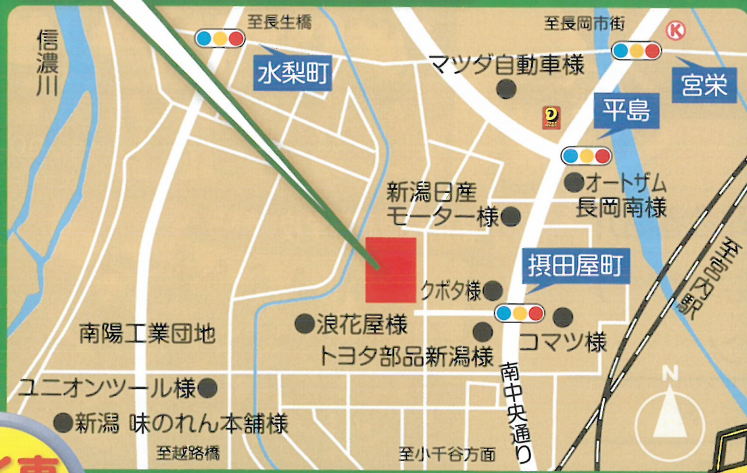 至長生橋
至長岡市街
信濃川
K
水梨町
マツダ自動車様
宮栄
平島
オートザム
長岡南様
新潟日産
モーター様
至宮内駅
摂田屋町
クボタ様
浪花屋様
コマツ様
南陽工業団地
トヨタ部品新潟様
南中央通り
N
ユニオンツール様
新潟 味のれん本舗様
至越路橋
至小千谷方面